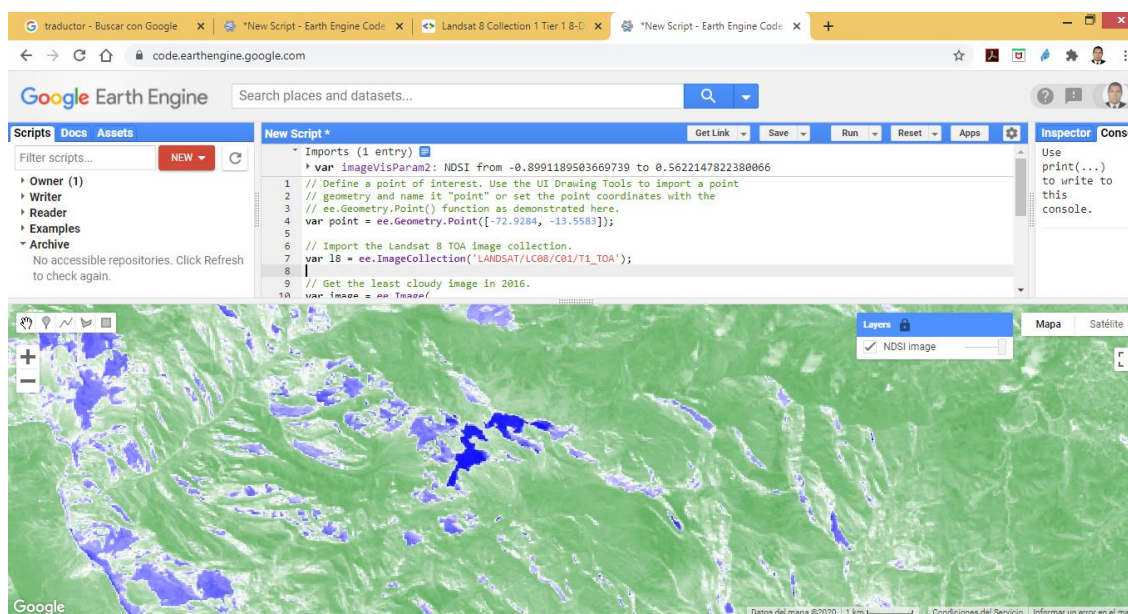 traductor - Buscar con Google
*New Script - Earth Engine Code
Landsat 8 Collection 1 Tier 1 8-D
*New Script - Earth Engine Code
code.earthengine.google.com
Google Earth Engine
Search places and datasets...
Scripts Docs Assets
Filter scripts...
NEW
Owner (1)
Writer
Reader
Examples
Archive
No accessible repositories. Click Refresh
to check again.
New Script *
Get Link
Save
Run
Reset
Apps
Imports (1 entry)
var imageVisParam2: NDSI from -0.8991189503669739 to 0.5622147822380066
1 // Define a point of interest. Use the UI Drawing Tools to import a point
2 // geometry and name it "point" or set the point coordinates with the
3 // ee.Geometry.Point() function as demonstrated here.
4 var point = ee.Geometry.Point([-72.9284, -13.5583]);
5
6 // Import the Landsat 8 TOA image collection.
7 var l8 = ee.ImageCollection('LANDSAT/LC08/C01/T1_TOA');
8
9 // Get the least cloudy image in 2016.
10 var image = ee.Image(
Inspector Cons
Use
print(...)
to write to
this
console.
Layers
NDSI image
Mapa
Satélite
Google
Datos del mapa ©2020
1 km
Condiciones del Servicio
Informar un error en el ma